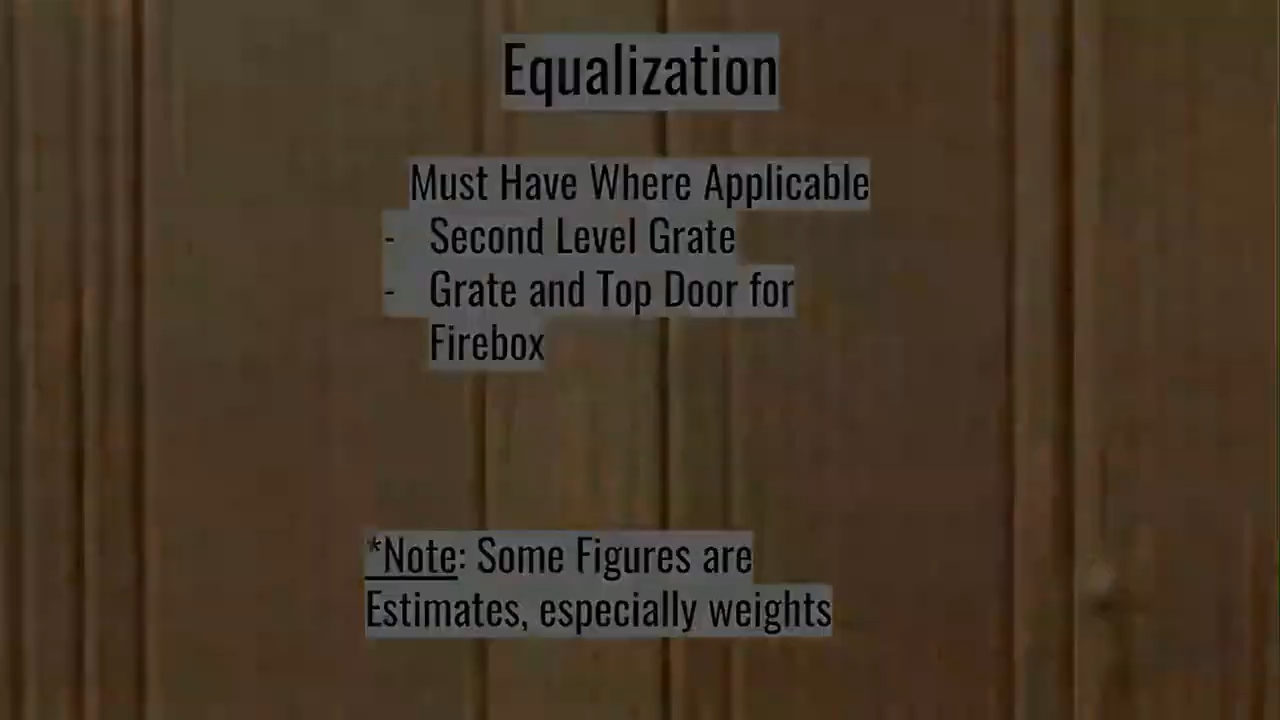 Equalization
Must Have Where Applicable
- Second Level Grate
- Grate and Top Door for
Firebox
*Note: Some Figures are
Estimates, especially weights